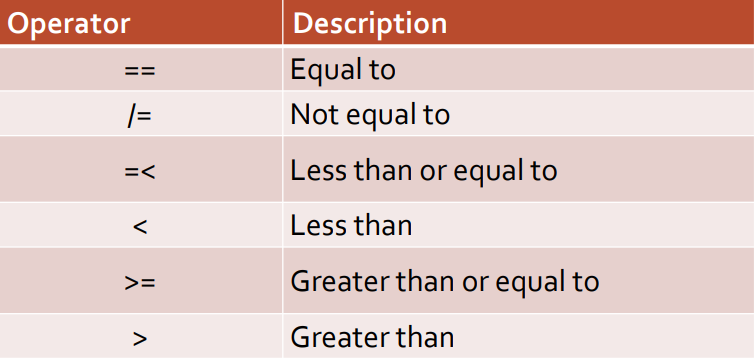 Operator Description
== Equal to
/= Not equal to
=< Less than or equal to
< Less than
>= Greater than or equal to
> Greater than